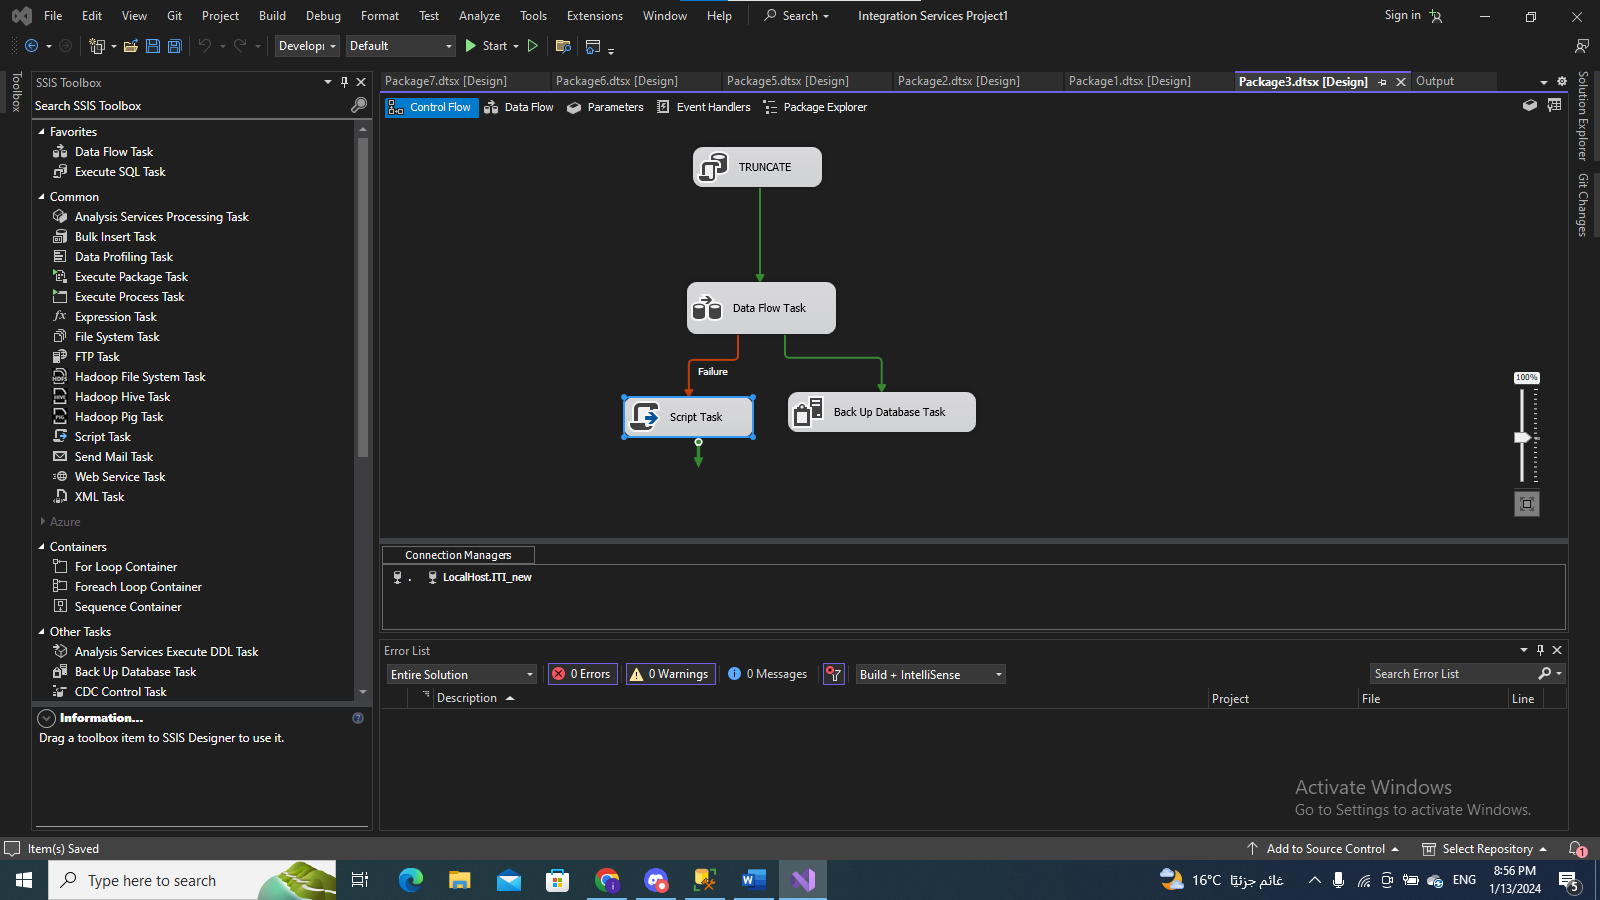 File Edit View Git Project Build Debug Format Test Analyze Tools Extensions Window Help Search Integration Services Project1 Sign in
Developı Default Start
Toolbox
SSIS Toolbox
Search SSIS Toolbox
Favorites
Data Flow Task
Execute SQL Task
Common
Analysis Services Processing Task
Bulk Insert Task
Data Profiling Task
Execute Package Task
Execute Process Task
Expression Task
File System Task
FTP Task
Hadoop File System Task
Hadoop Hive Task
Hadoop Pig Task
Script Task
Send Mail Task
Web Service Task
XML Task
Azure
Containers
For Loop Container
Foreach Loop Container
Sequence Container
Other Tasks
Analysis Services Execute DDL Task
Back Up Database Task
CDC Control Task
Information...
Drag a toolbox item to SSIS Designer to use it.
Package7.dtsx [Design] Package6.dtsx [Design] Package5.dtsx [Design] Package2.dtsx [Design] Package1.dtsx [Design] Package3.dtsx [Design] Output
Control Flow Data Flow Parameters Event Handlers Package Explorer
TRUNCATE
Data Flow Task
Failure
Script Task
Back Up Database Task
100%
Connection Managers
. LocalHost.ITI_new
Error List
Entire Solution 0 Errors 0 Warnings 0 Messages Build + IntelliSense Search Error List
Description Project File Line
Solution Explorer
Git Changes
Activate Windows
Go to Settings to activate Windows.
Item(s) Saved Add to Source Control Select Repository 1
Type here to search 16°C غائم جزئيًا ENG 8:56 PM
1/13/2024 5